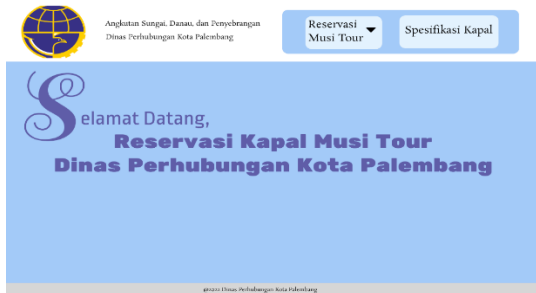 Angkutan Sungai, Danau, dan Penyebrangan
Dinas Perhubungan Kota Palembang
Reservasi
Musi Tour
Spesifikasi Kapal
Selamat Datang,
Reservasi Kapal Musi Tour
Dinas Perhubungan Kota Palembang
Dinas Perhubungan Kota Palembang